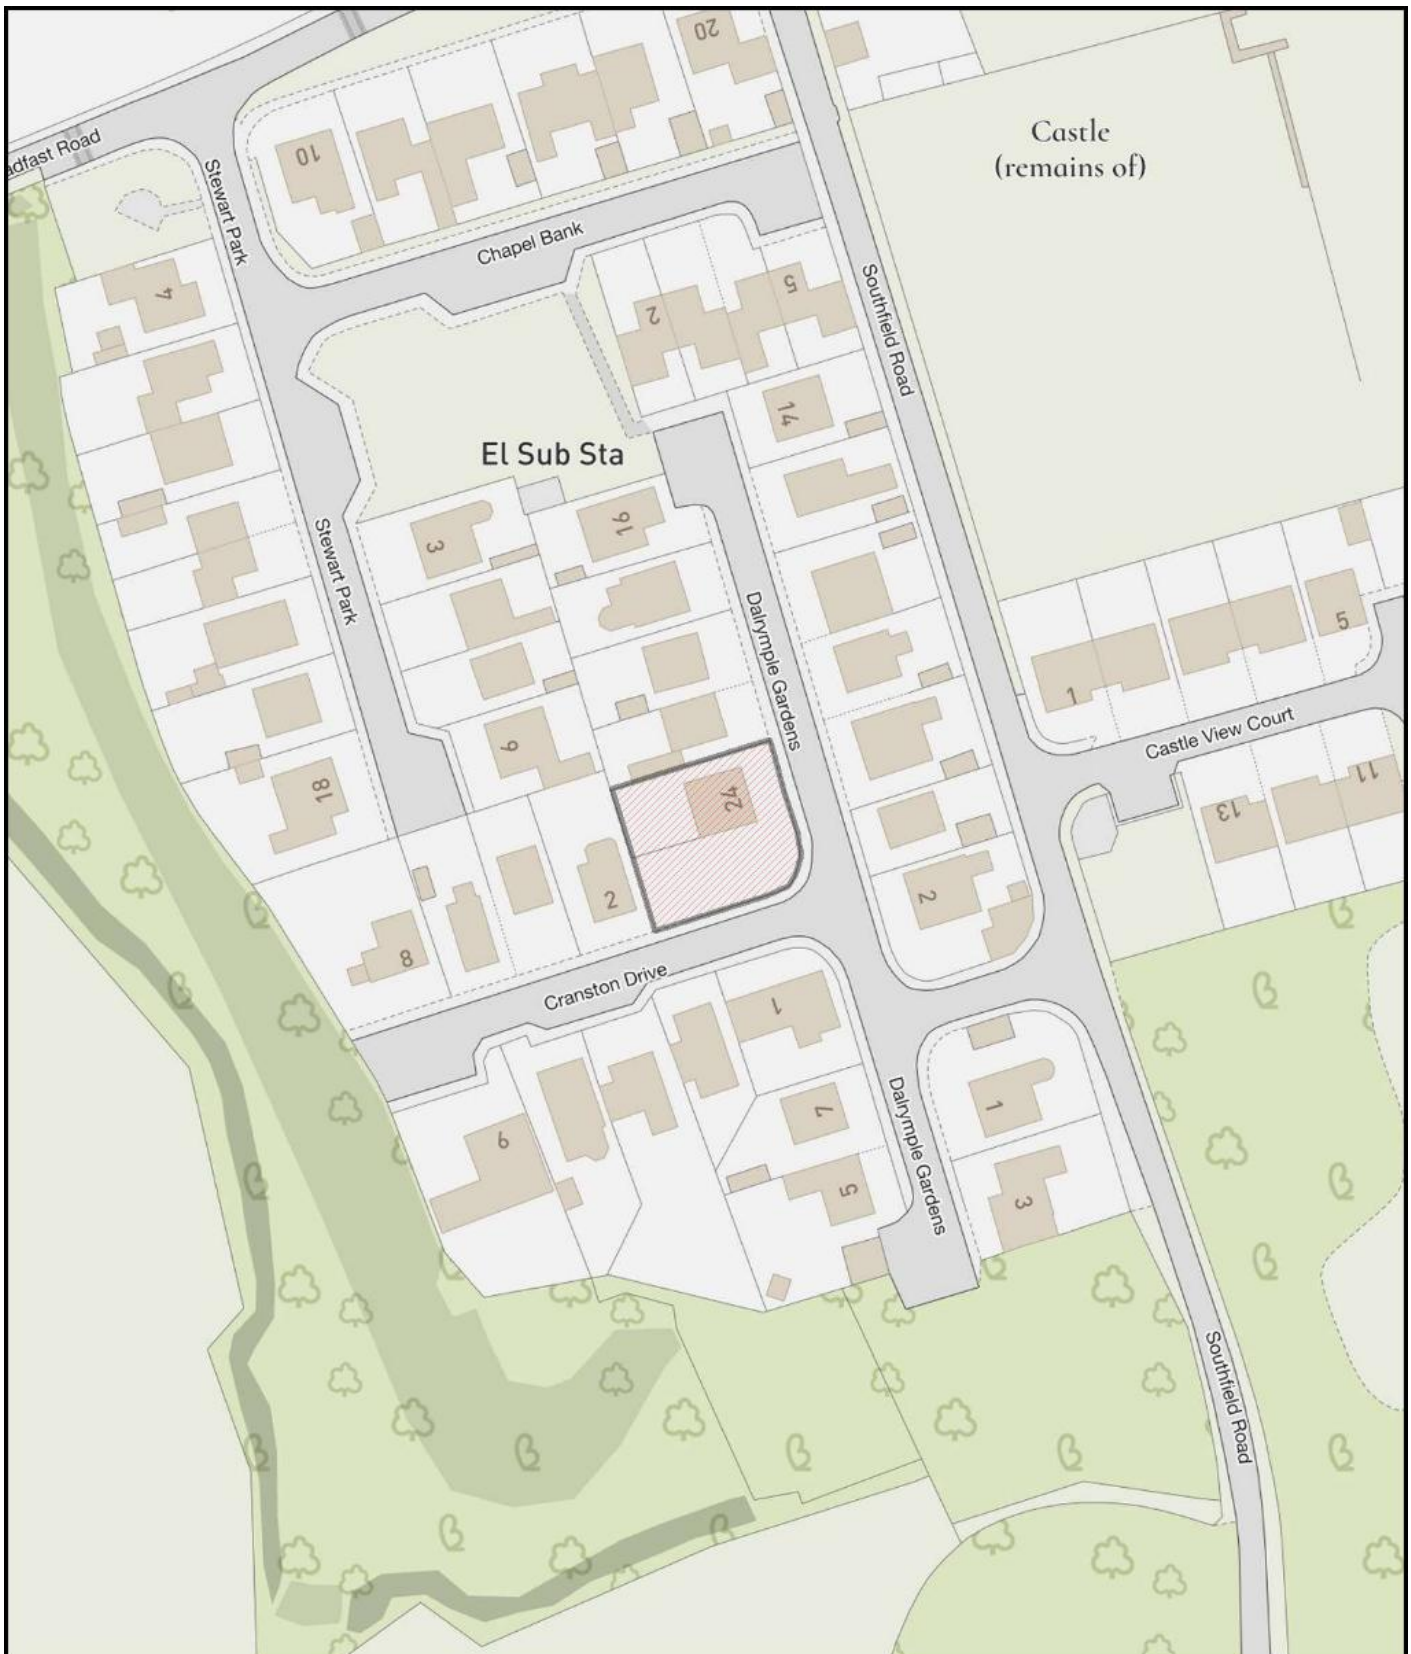 20
Castle
(remains of)
adfast Road
10
Stewart Park
Chapel Bank
4
Southfield Road
5
2
14
El Sub Sta
16
3
Stewart Park
Dalrymple Gardens
5
1
9
Castle View Court
18
24
11
13
2
2
8
Cranston Drive
1
1
7
9
Dalrymple Gardens
5
3
Southfield Road